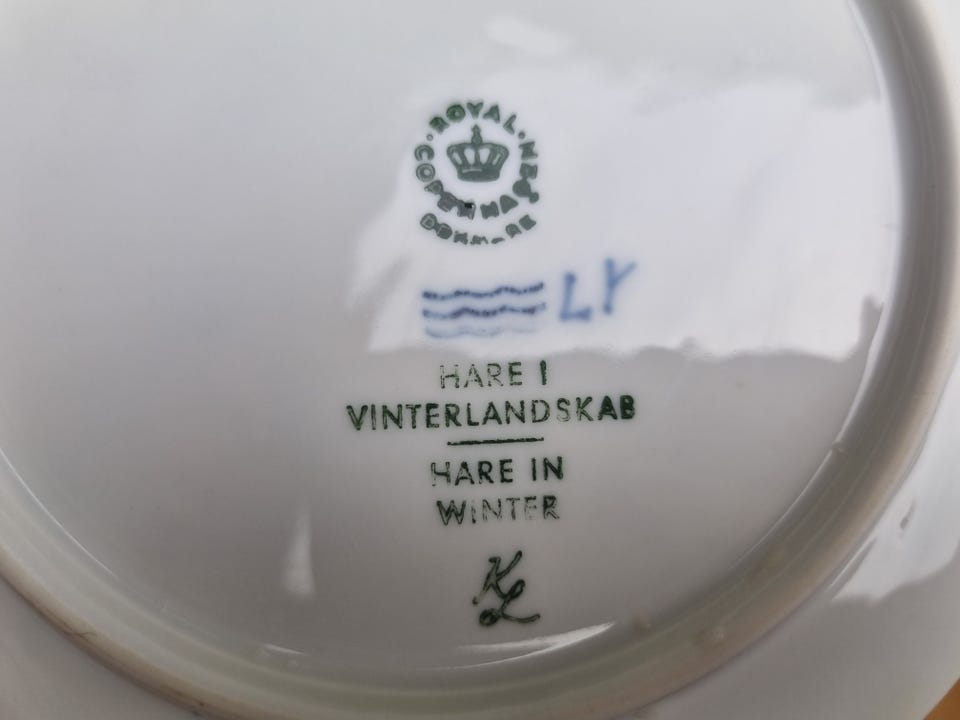 ROYAL
COPENHAGEN
DENMARK
LY
HARE I
VINTERLANDSKAB
HARE IN
WINTER
KL